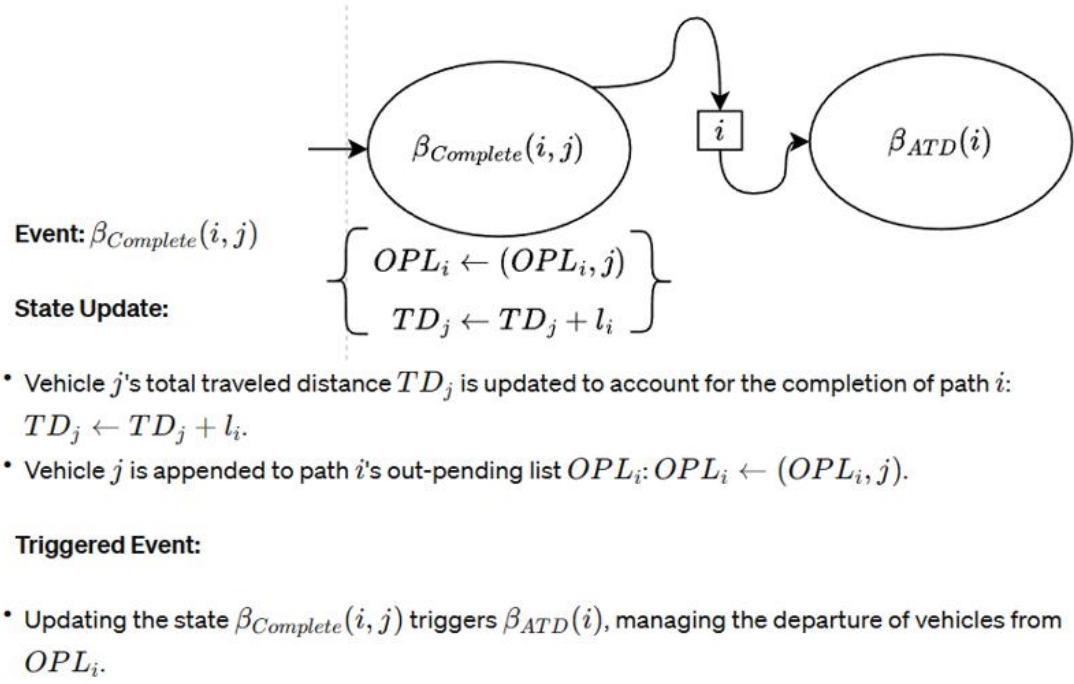 β_Complete(i, j)
i
β_ATD(i)
Event: β_Complete(i, j)
OPL_i ← (OPL_i, j)
State Update:
TD_j ← TD_j + l_i
• Vehicle j's total traveled distance TD_j is updated to account for the completion of path i:
TD_j ← TD_j + l_i.
• Vehicle j is appended to path i's out-pending list OPL_i: OPL_i ← (OPL_i, j).
Triggered Event:
• Updating the state β_Complete(i, j) triggers β_ATD(i), managing the departure of vehicles from
OPL_i.